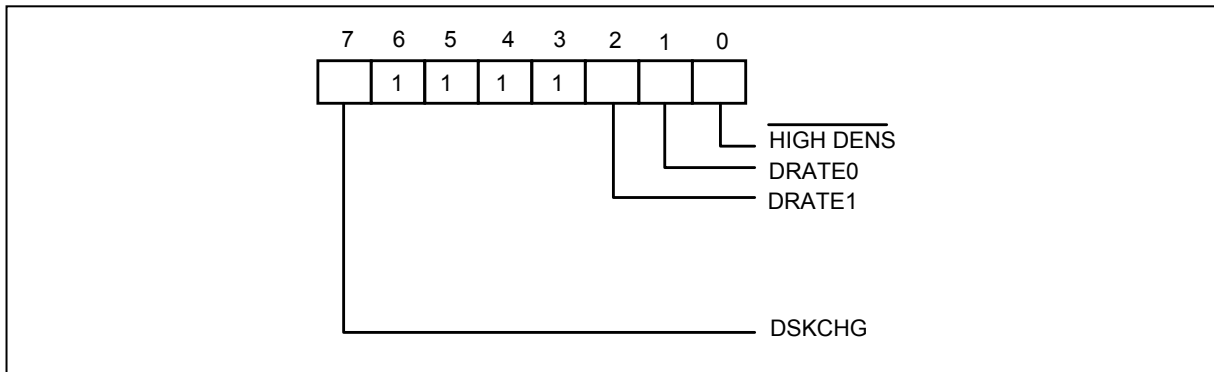 7 6 5 4 3 2 1 0
1 1 1 1
HIGH DENS
DRATE0
DRATE1
DSKCHG